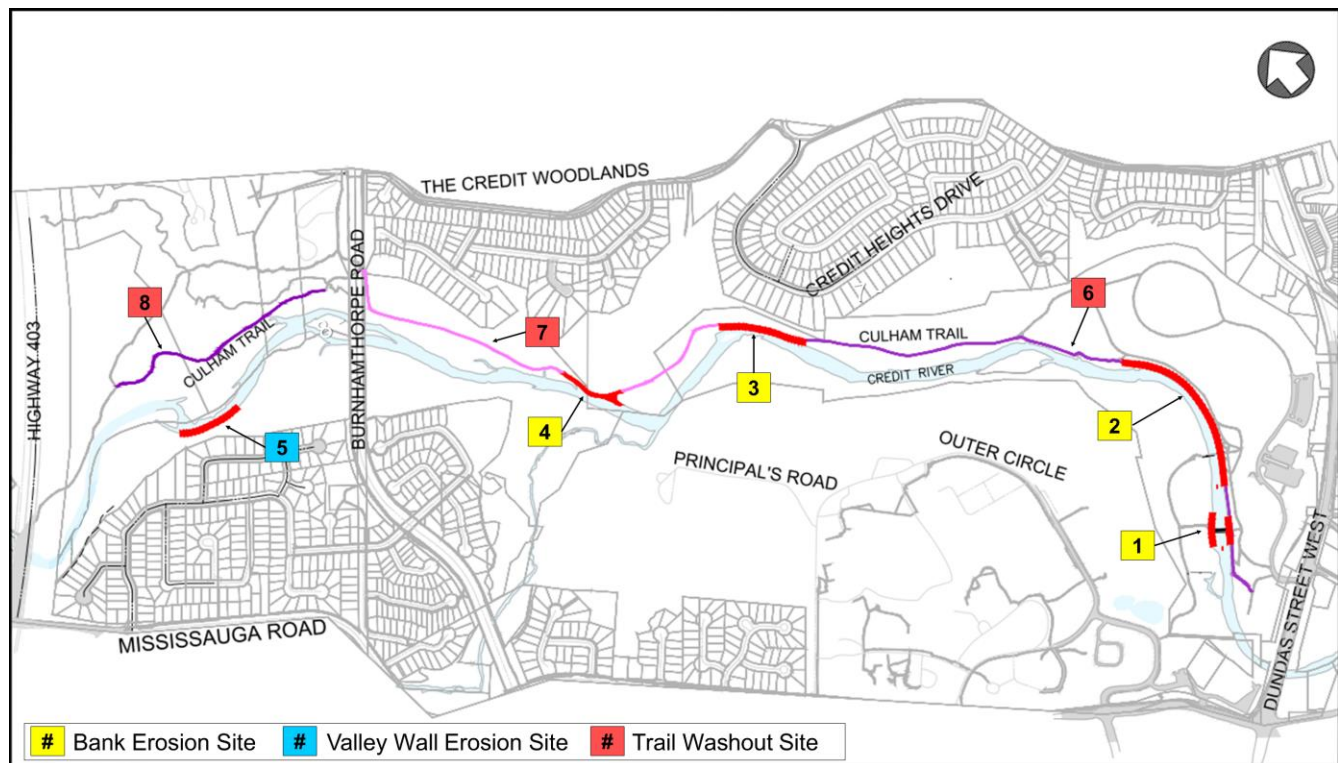 THE CREDIT WOODLANDS
CREDIT HEIGHTS DRIVE
BURNHAMTHORPE ROAD
8
7
6
HIGHWAY 403
CULHAM TRAIL
CULHAM TRAIL
3
CREDIT RIVER
5
4
2
OUTER CIRCLE
PRINCIPAL'S ROAD
1
DUNDAS STREET WEST
MISSISSAUGA ROAD
# Bank Erosion Site
# Valley Wall Erosion Site
# Trail Washout Site